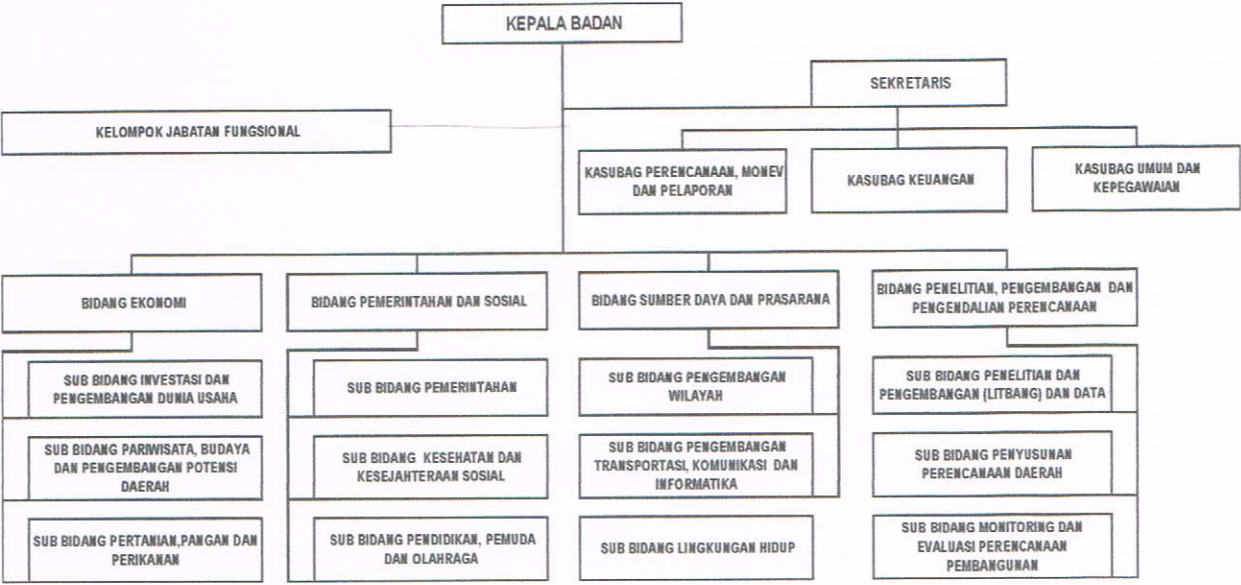 KEPALA BADAN
SEKRETARIS
KELOMPOK JABATAN FUNGSIONAL
KASUBAG PERENCANAAN, MONEV
DAN PELAPORAN
KASUBAG KEUANGAN
KASUBAG UMUM DAN
KEPEGAWAIAN
BIDANG EKONOMI
BIDANG PEMERINTAHAN DAN SOSIAL
BIDANG SUMBER DAYA DAN PRASARANA
BIDANG PENELITIAN, PENGEMBANGAN DAN
PENGENDALIAN PERENCANAAN
SUB BIDANG INVESTASI DAN
PENGEMBANGAN DUNIA USAHA
SUB BIDANG PEMERINTAHAN
SUB BIDANG PENGEMBANGAN
WILAYAH
SUB BIDANG PENELITIAN DAN
PENGEMBANGAN (LITBANG) DAN DATA
SUB BIDANG PARIWISATA, BUDAYA
DAN PENGEMBANGAN POTENSI
DAERAH
SUB BIDANG KESEHATAN DAN
KESEJAHTERAAN SOSIAL
SUB BIDANG PENGEMBANGAN
TRANSPORTASI, KOMUNIKASI DAN
INFORMATIKA
SUB BIDANG PENYUSUNAN
PERENCANAAN DAERAH
SUB BIDANG PERTANIAN,PANGAN DAN
PERIKANAN
SUB BIDANG PENDIDIKAN, PEMUDA
DAN OLAHRAGA
SUB BIDANG LINGKUNGAN HIDUP
SUB BIDANG MONITORING DAN
EVALUASI PERENCANAAN
PEMBANGUNAN